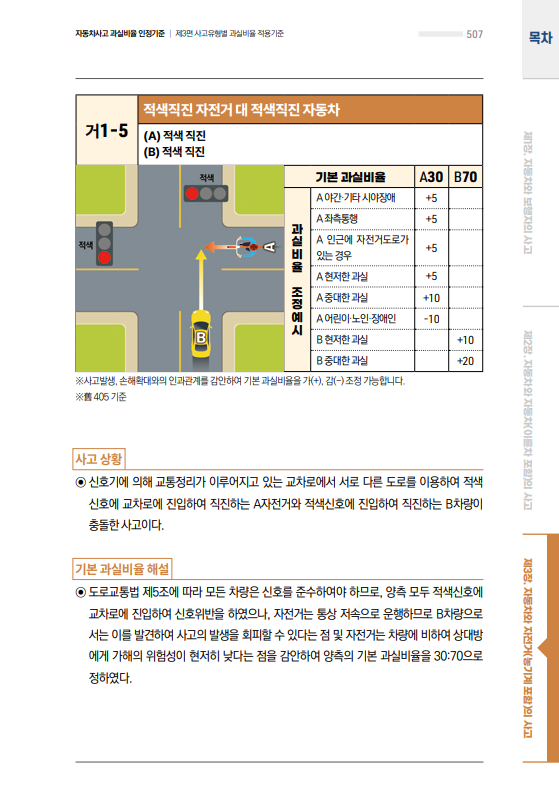 자동차사고 과실비율 인정기준 | 제3편 사고유형별 과실비율 적용기준
507
목차
거1-5
적색직진 자전거 대 적색직진 자동차
(A) 적색 직진
(B) 적색 직진
적색
적색
A
B
과실비율 조정예시
기본 과실비율 A30 B70
A 야간·기타 시야장애 +5
A 좌측통행 +5
A 인근에 자전거도로가
있는 경우 +5
A 현저한 과실 +5
A 중대한 과실 +10
A 어린이·노인·장애인 -10
B 현저한 과실 +10
B 중대한 과실 +20
※사고발생, 손해확대와의 인과관계를 감안하여 기본 과실비율을 가(+), 감(-) 조정 가능합니다.
※舊 405 기준
사고 상황
◉ 신호기에 의해 교통정리가 이루어지고 있는 교차로에서 서로 다른 도로를 이용하여 적색
신호에 교차로에 진입하여 직진하는 A자전거와 적색신호에 진입하여 직진하는 B차량이
충돌한 사고이다.
기본 과실비율 해설
◉ 도로교통법 제5조에 따라 모든 차량은 신호를 준수하여야 하므로, 양측 모두 적색신호에
교차로에 진입하여 신호위반을 하였으나, 자전거는 통상 저속으로 운행하므로 B차량으로
서는 이를 발견하여 사고의 발생을 회피할 수 있다는 점 및 자전거는 차량에 비하여 상대방
에게 가해의 위험성이 현저히 낮다는 점을 감안하여 양측의 기본 과실비율을 30:70으로
정하였다.
제1장. 자동차와 보행자의 사고
제2장. 자동차와 자동차(이륜차 포함)의 사고
제3장. 자동차와 자전거(농기계 포함)의 사고